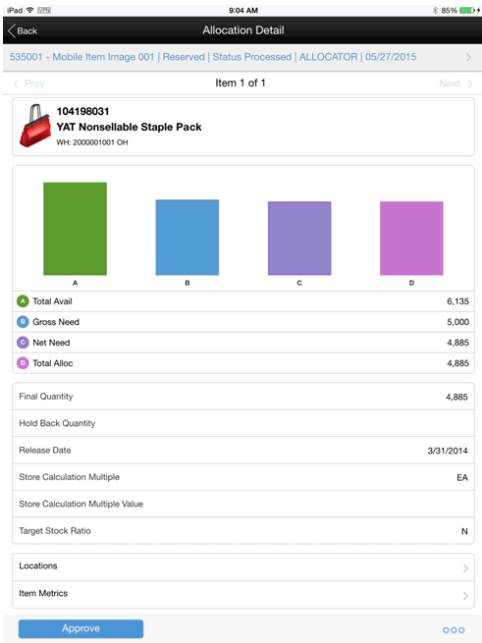 iPad 9:04 AM 85%
Back Allocation Detail
535001 - Mobile Item Image 001 | Reserved | Status Processed | ALLOCATOR | 05/27/2015
Prev Item 1 of 1 Next
104198031
YAT Nonsellable Staple Pack
WH: 2000001001 OH
A B C D
A Total Avail 6,135
B Gross Need 5,000
C Net Need 4,885
D Total Alloc 4,885
Final Quantity 4,885
Hold Back Quantity
Release Date 3/31/2014
Store Calculation Multiple EA
Store Calculation Multiple Value
Target Stock Ratio N
Locations
Item Metrics
Approve